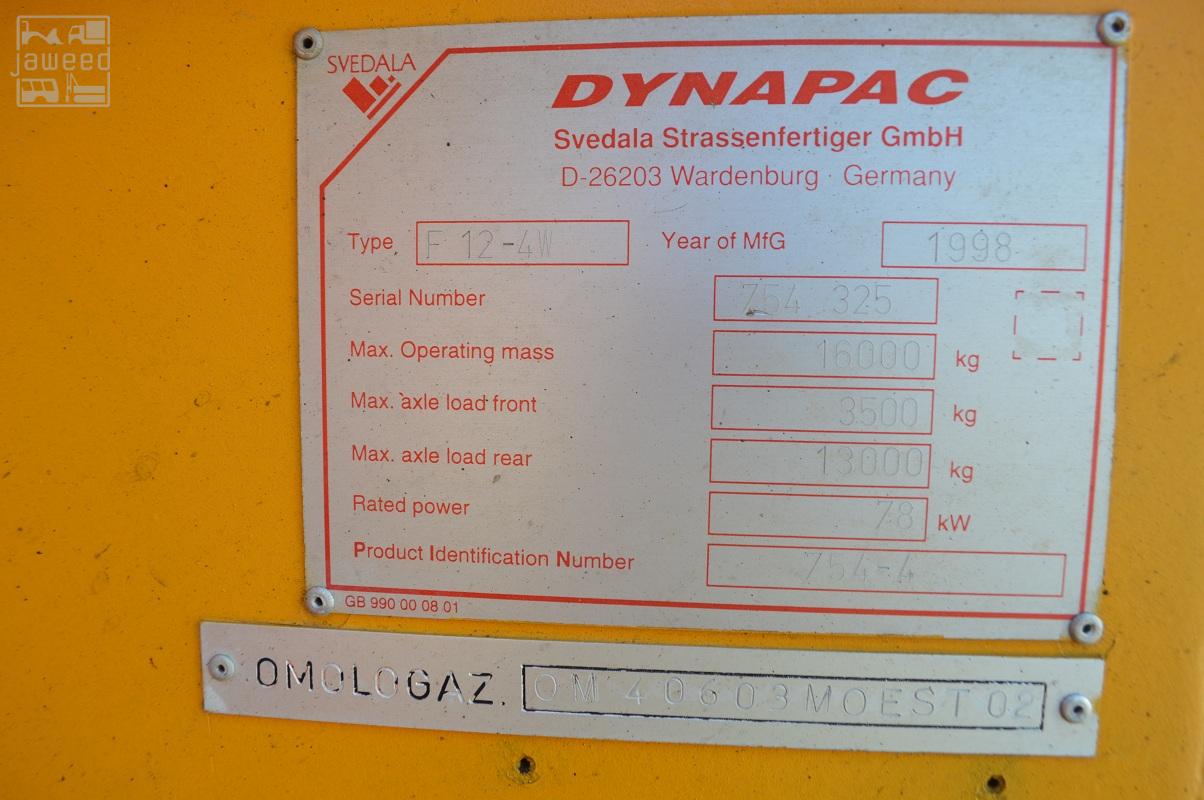 jaweed
SVEDALA
DYNAPAC
Svedala Strassenfertiger GmbH
D-26203 Wardenburg · Germany
Type F 12-4W Year of MfG 1998
Serial Number 754 325
Max. Operating mass 16000 kg
Max. axle load front 3500 kg
Max. axle load rear 13000 kg
Rated power 78 kW
Product Identification Number 754-4
GB 990 00 08 01
OMOLOGAZ. OM 40603MOEST 02